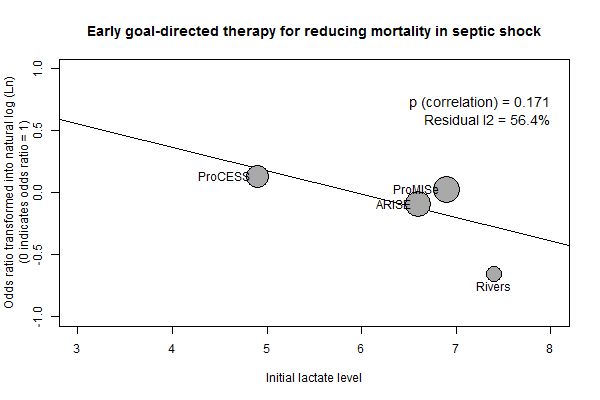 Early goal-directed therapy for reducing mortality in septic shock
p (correlation) = 0.171
Residual I2 = 56.4%
Odds ratio transformed into natural log (Ln)
(0 indicates odds ratio = 1)
1.0
0.5
0.0
-0.5
-1.0
ProCESS
ProMISe
ARISE
Rivers
3 4 5 6 7 8
Initial lactate level